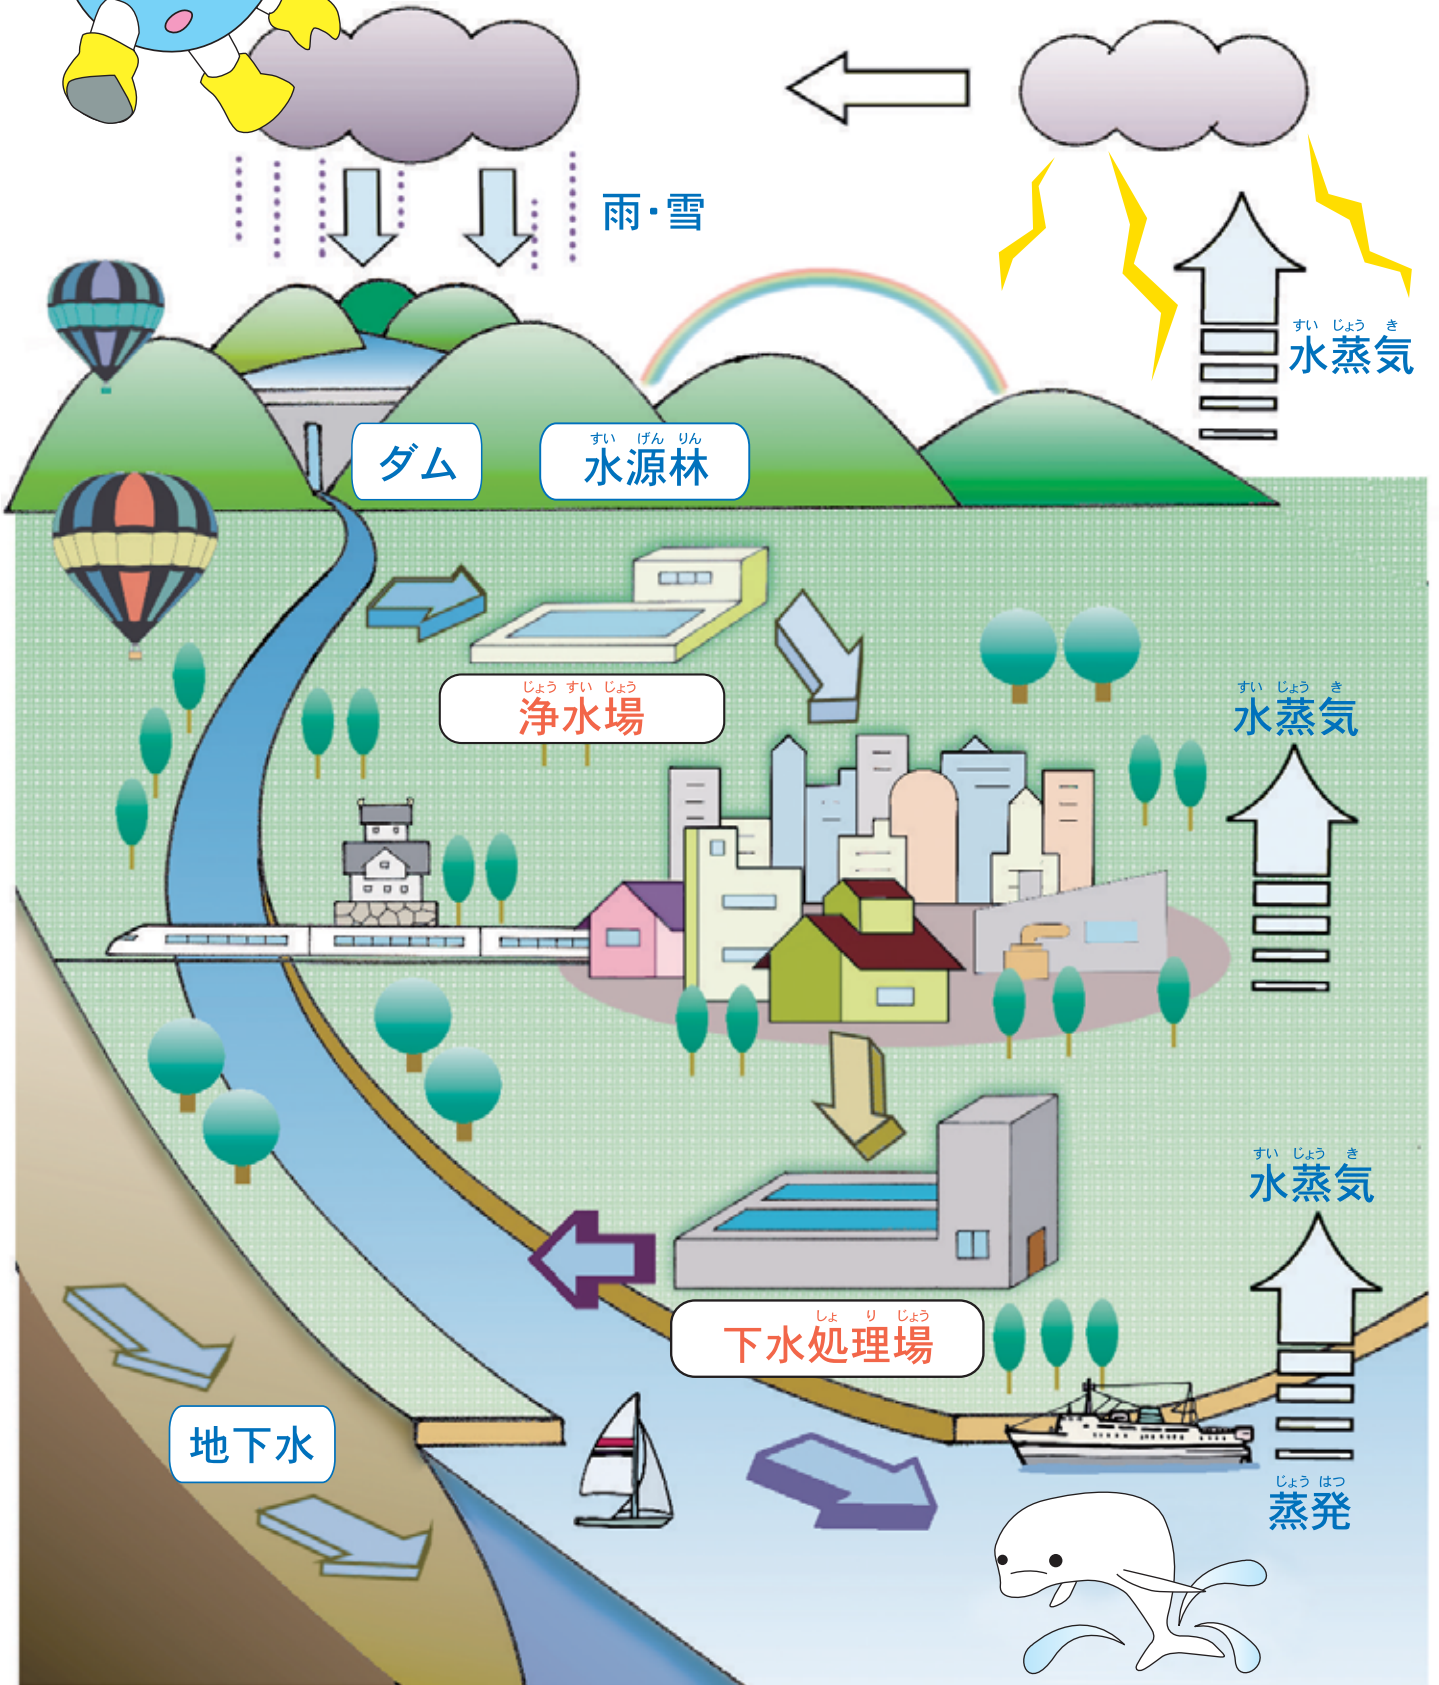 雨・雪
すい じょう き
水蒸気
ダム
すい げん りん
水源林
じょう すい じょう
浄水場
すい じょう き
水蒸気
すい じょう き
水蒸気
しょ り じょう
下水処理場
地下水
じょう はつ
蒸発